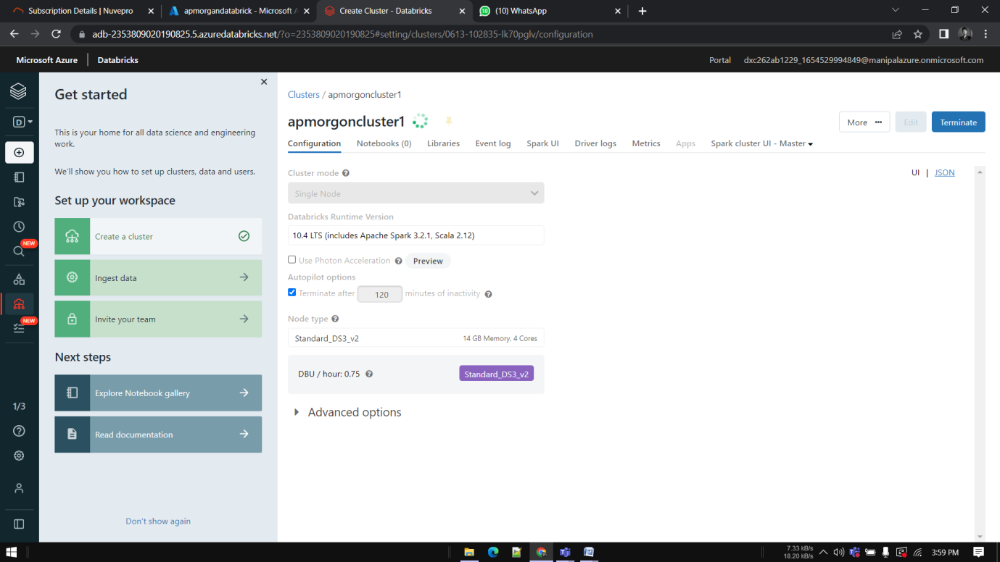 Subscription Details | Nuvepro
apmorgandatabrick - Microsoft A
Create Cluster - Databricks
(10) WhatsApp
adb-2353809020190825.5.azuredatabricks.net/?o=2353809020190825#setting/clusters/0613-102835-lk70pglv/configuration
Microsoft Azure | Databricks
Portal
dxc262ab1229_1654529994849@manipalazure.onmicrosoft.com
D
NEW
NEW
1/3
Get started
This is your home for all data science and engineering
work.
We'll show you how to set up clusters, data and users.
Set up your workspace
Create a cluster
Ingest data
Invite your team
Next steps
Explore Notebook gallery
Read documentation
Don't show again
Clusters / apmorgoncluster1
apmorgoncluster1
More
Edit
Terminate
Configuration
Notebooks (0)
Libraries
Event log
Spark UI
Driver logs
Metrics
Apps
Spark cluster UI - Master
Cluster mode
UI | JSON
Single Node
Databricks Runtime Version
10.4 LTS (includes Apache Spark 3.2.1, Scala 2.12)
Use Photon Acceleration
Preview
Autopilot options
Terminate after 120 minutes of inactivity
Node type
Standard_DS3_v2
14 GB Memory, 4 Cores
DBU / hour: 0.75
Standard_DS3_v2
Advanced options
7.33 kB/s
18.20 kB/s
3:59 PM